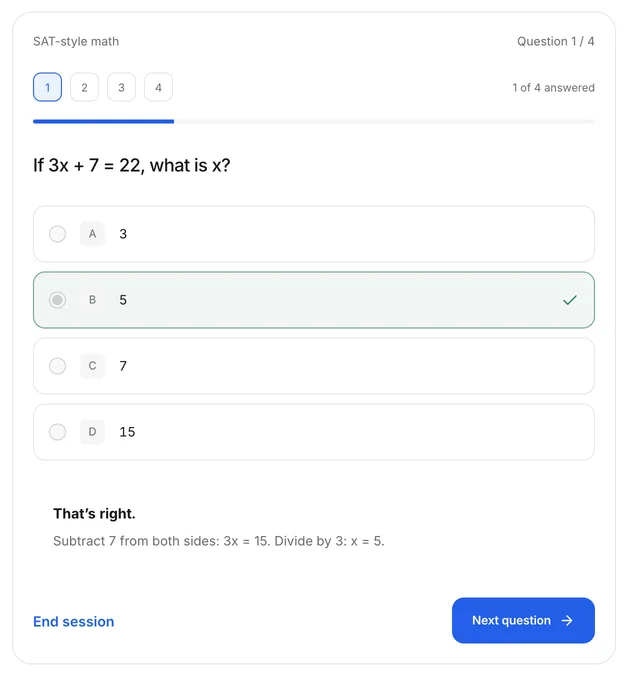 SAT-style math
Question 1 / 4
1
2
3
4
1 of 4 answered
If 3x + 7 = 22, what is x?
A
3
B
5
C
7
D
15
That’s right.
Subtract 7 from both sides: 3x = 15. Divide by 3: x = 5.
End session
Next question →